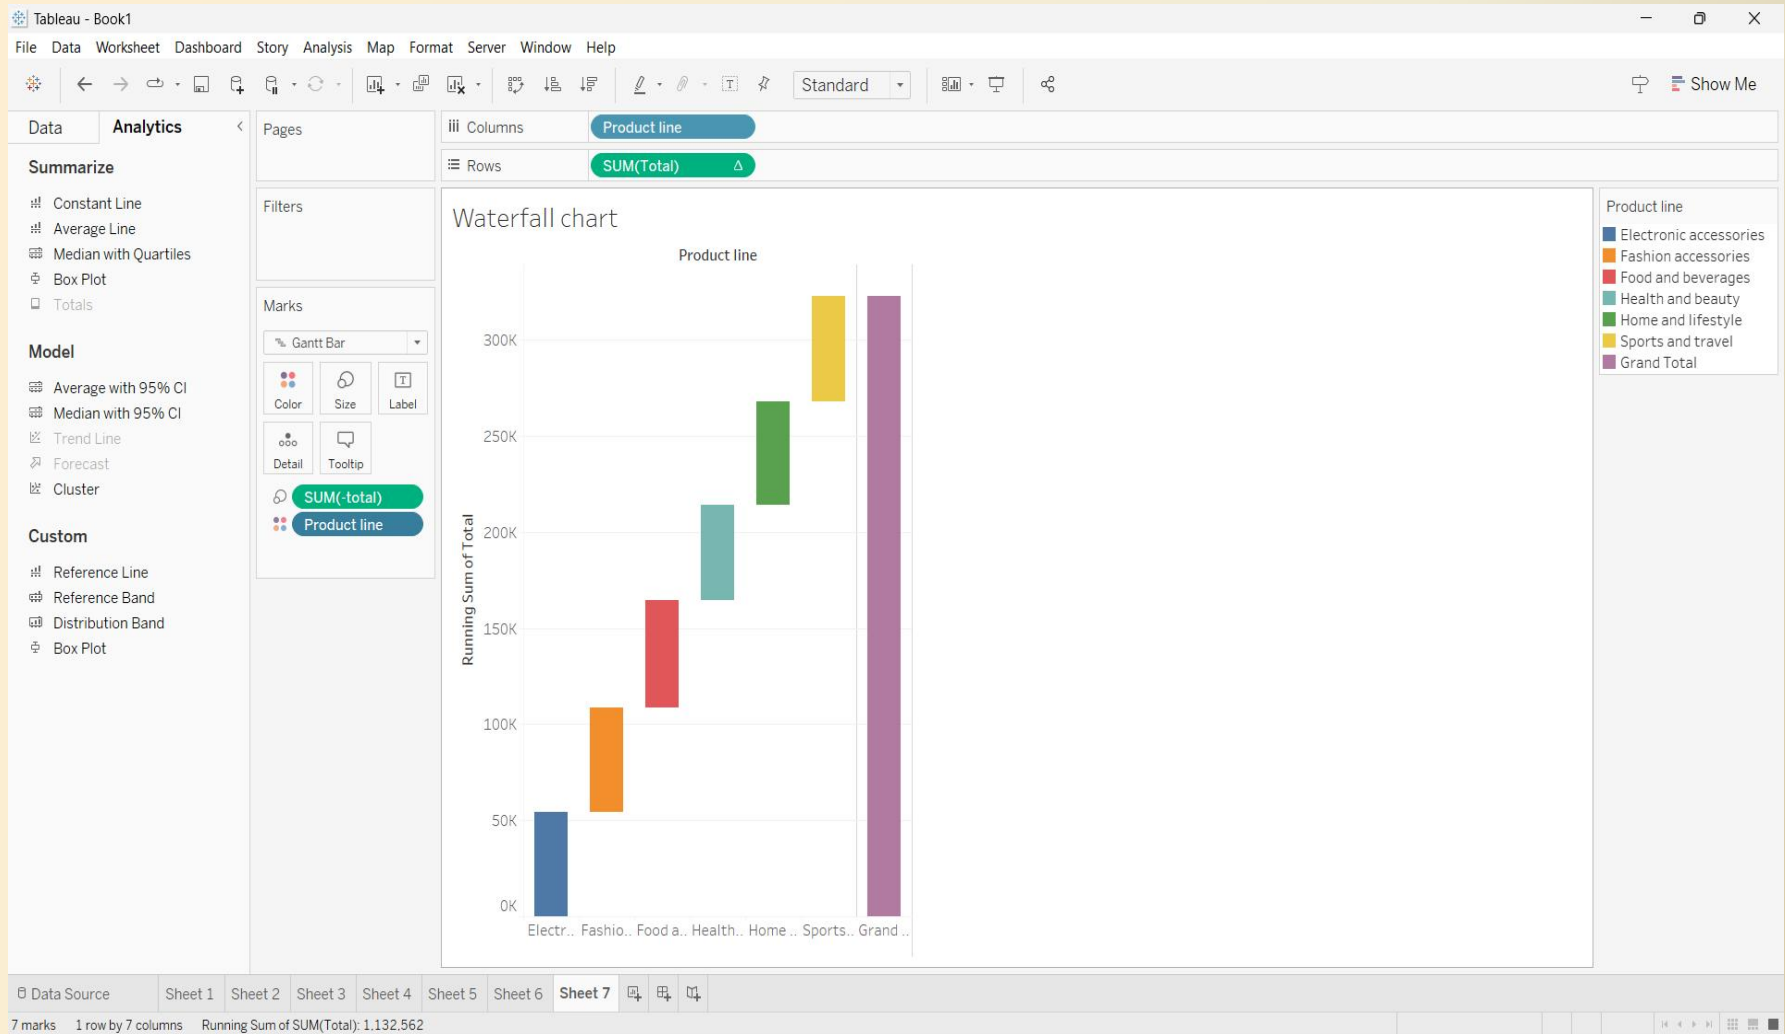 Tableau - Book1
File Data Worksheet Dashboard Story Analysis Map Format Server Window Help
Standard
Show Me
Data Analytics
Summarize
Constant Line
Average Line
Median with Quartiles
Box Plot
Totals
Model
Average with 95% CI
Median with 95% CI
Trend Line
Forecast
Cluster
Custom
Reference Line
Reference Band
Distribution Band
Box Plot
Pages
Filters
Marks
Gantt Bar
Color Size Label
Detail Tooltip
SUM(-total)
Product line
Columns Product line
Rows SUM(Total) Δ
Waterfall chart
Product line
300K
250K
200K
150K
100K
50K
0K
Running Sum of Total
Electr.. Fashio.. Food a.. Health.. Home .. Sports.. Grand ..
Product line
Electronic accessories
Fashion accessories
Food and beverages
Health and beauty
Home and lifestyle
Sports and travel
Grand Total
Data Source Sheet 1 Sheet 2 Sheet 3 Sheet 4 Sheet 5 Sheet 6 Sheet 7
7 marks 1 row by 7 columns Running Sum of SUM(Total): 1,132,562